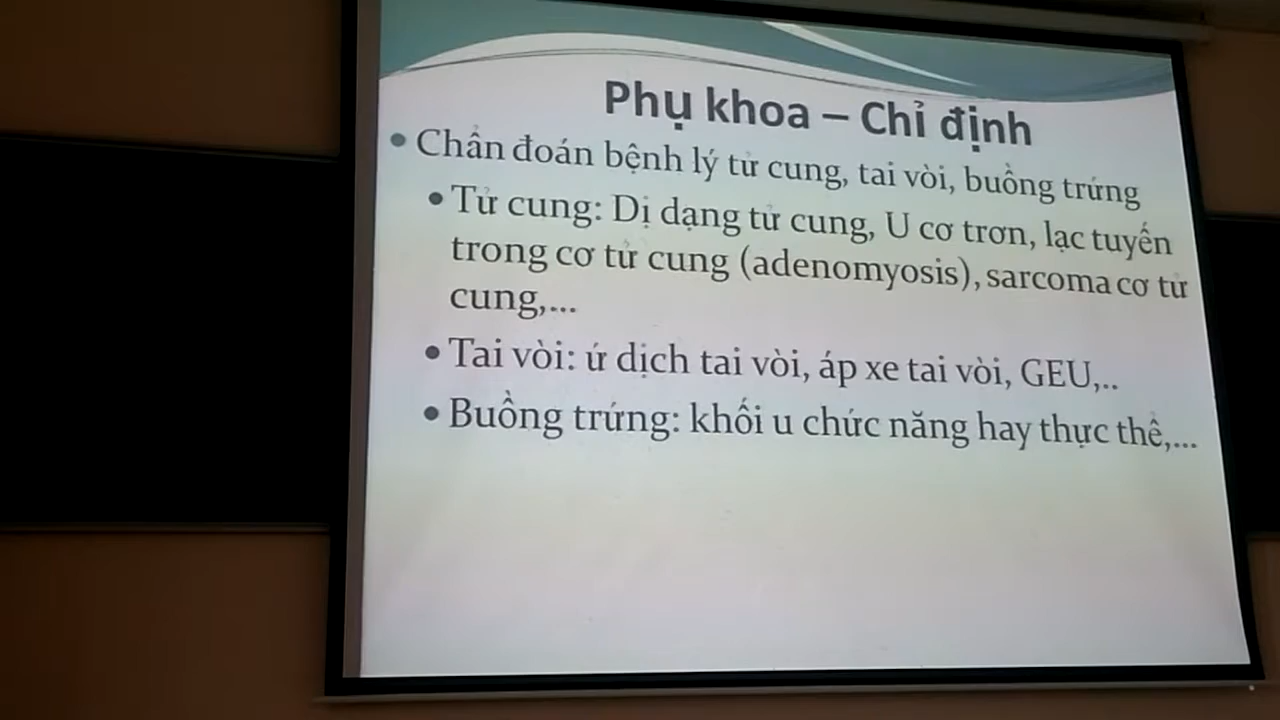 Phụ khoa – Chỉ định
• Chẩn đoán bệnh lý tử cung, tai vòi, buồng trứng
• Tử cung: Dị dạng tử cung, U cơ trơn, lạc tuyến
trong cơ tử cung (adenomyosis), sarcoma cơ tử
cung,...
• Tai vòi: ứ dịch tai vòi, áp xe tai vòi, GEU,..
• Buồng trứng: khối u chức năng hay thực thể,...